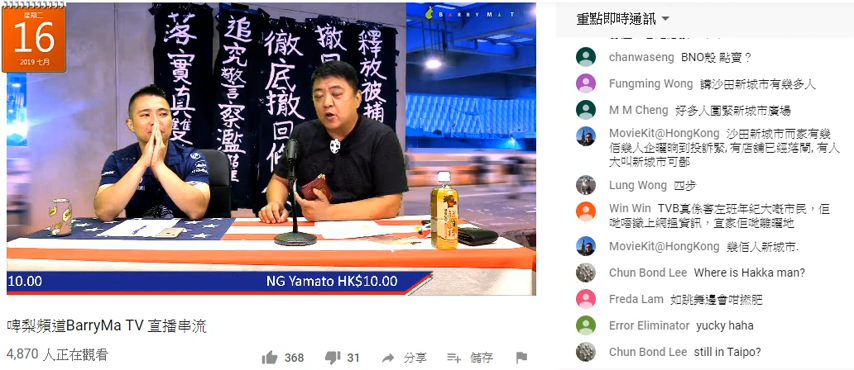 星期二
16
2019 七月
BARRYMAT
落實真雙
追究警察濫
徹底撤回
撤回
釋放被捕
10.00
NG Yamato HK$10.00
啤梨頻道BarryMa TV 直播串流
4,870 人正在觀看
368
31
分享
儲存
重點即時通訊
chanwaseng BNO殼 點賣？
Fungming Wong 請沙田新城市有幾多人
M M Cheng 好多人圍緊新城市廣場
MovieKit@HongKong 沙田新城市而家有幾
佰幾人企曬响到投訴緊, 有店舖已經落閘, 有人
大叫新城市可鄙
Lung Wong 四步
Win Win TVB真係害左班年紀大嘅市民，佢
哋唔識上網搵資訊，宜家佢哋離曬地
MovieKit@HongKong 幾佰人新城市.
Chun Bond Lee Where is Hakka man?
Freda Lam 如跳舞邊會咁撚肥
Error Eliminator yucky haha
Chun Bond Lee still in Taipo?